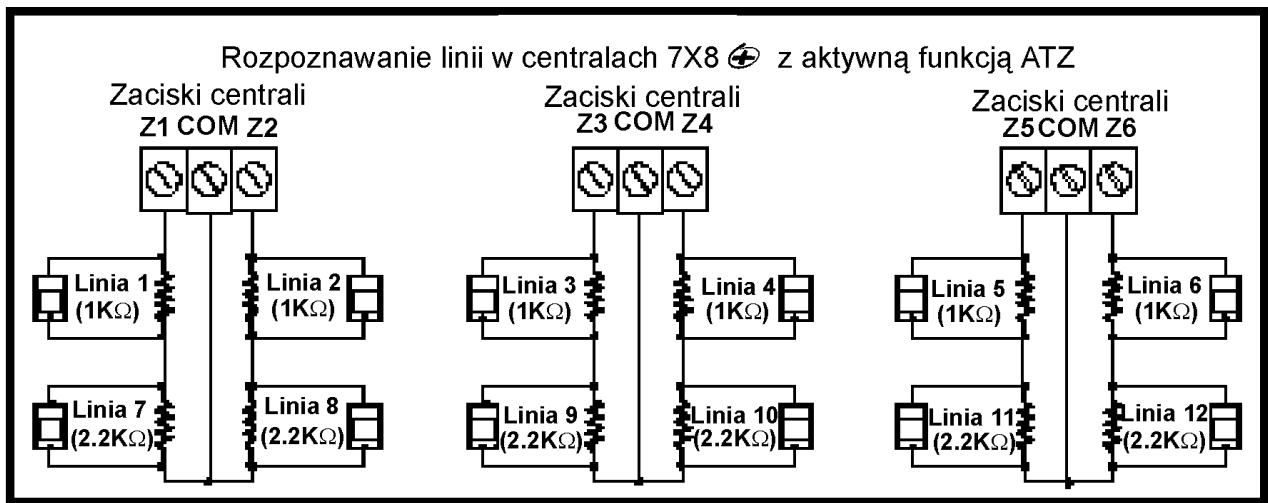 Rozpoznawanie linii w centralach 7X8 z aktywną funkcją ATZ
Zaciski centrali
Z1 COM Z2
Linia 1
(1KΩ)
Linia 2
(1KΩ)
Linia 7
(2.2KΩ)
Linia 8
(2.2KΩ)
Zaciski centrali
Z3 COM Z4
Linia 3
(1KΩ)
Linia 4
(1KΩ)
Linia 9
(2.2KΩ)
Linia 10
(2.2KΩ)
Zaciski centrali
Z5 COM Z6
Linia 5
(1KΩ)
Linia 6
(1KΩ)
Linia 11
(2.2KΩ)
Linia 12
(2.2KΩ)